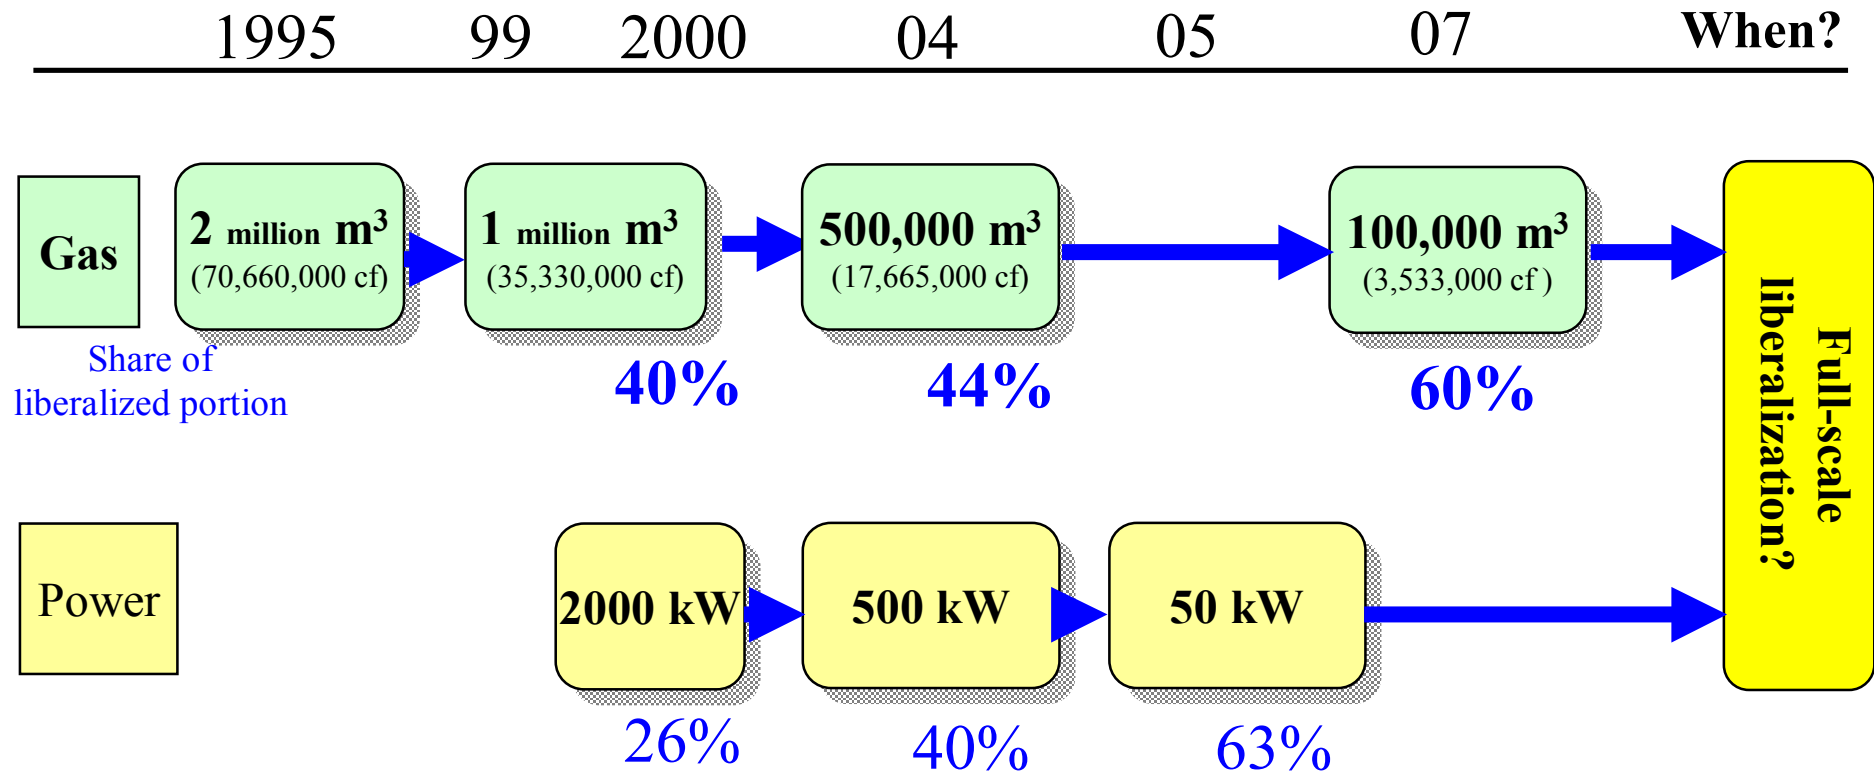 1995 99 2000 04 05 07 When?
Gas
2 million m³
(70,660,000 cf)
1 million m³
(35,330,000 cf)
500,000 m³
(17,665,000 cf)
100,000 m³
(3,533,000 cf )
Share of
liberalized portion
40% 44% 60%
Power
2000 kW
500 kW
50 kW
26% 40% 63%
Full-scale
liberalization?